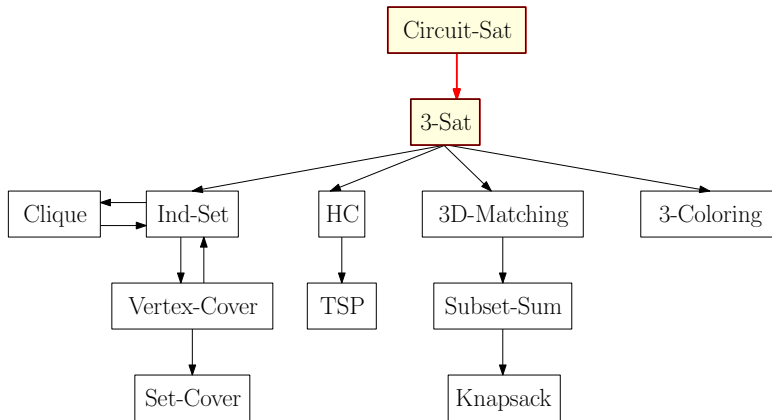 Circuit-Sat
3-Sat
Clique
Ind-Set
HC
3D-Matching
3-Coloring
Vertex-Cover
TSP
Subset-Sum
Set-Cover
Knapsack